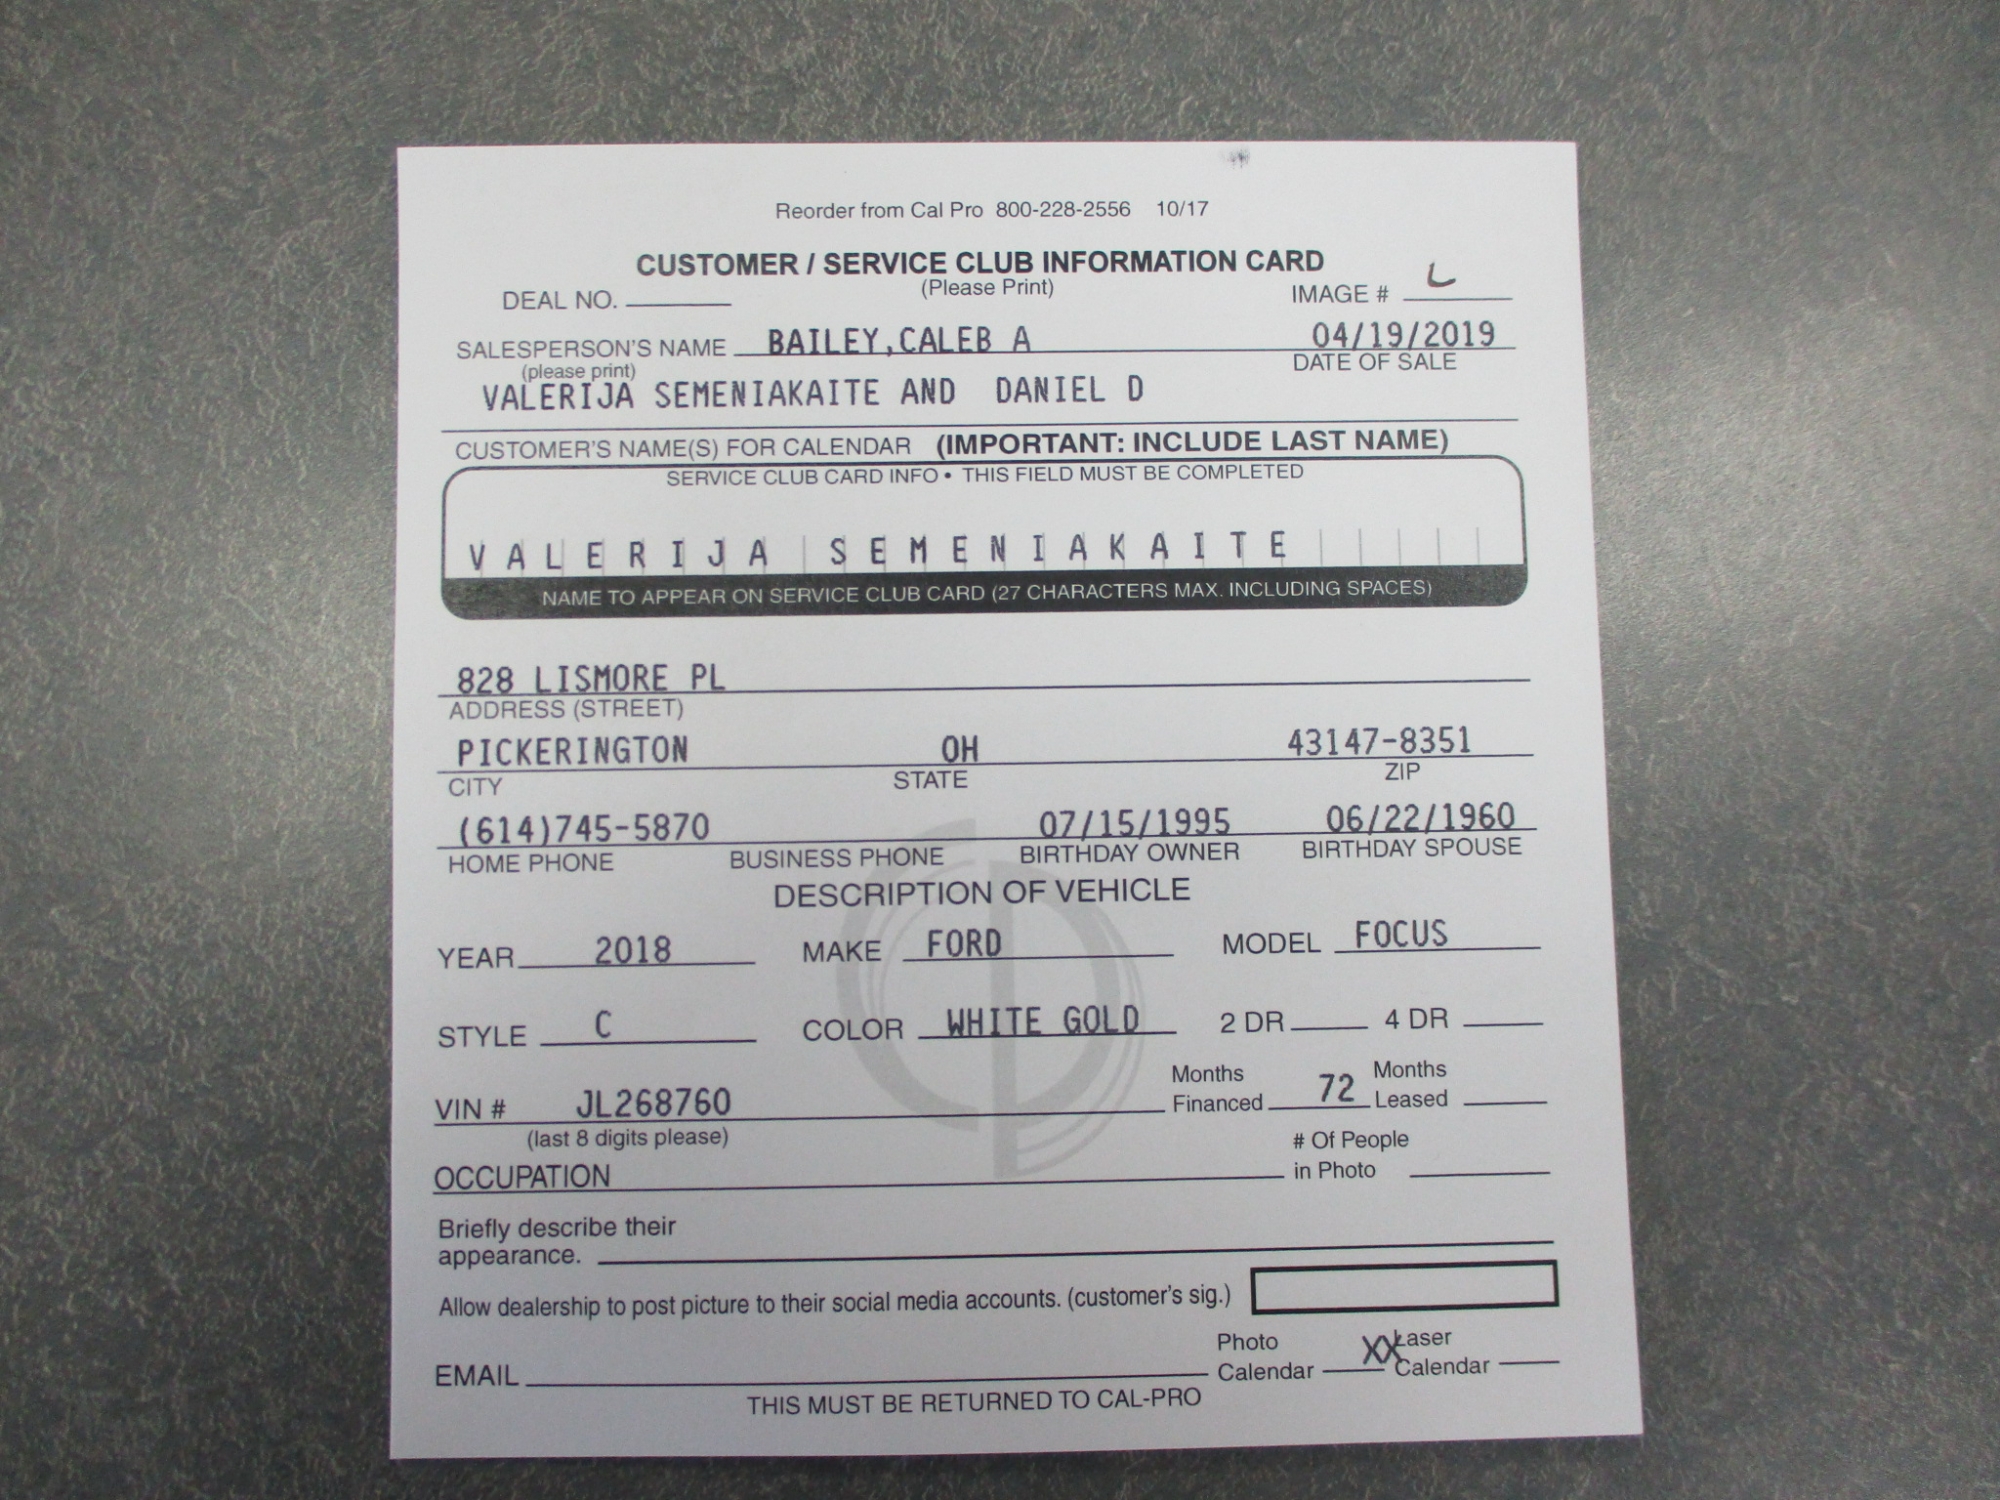 Reorder from Cal Pro 800-228-2556 10/17
CUSTOMER / SERVICE CLUB INFORMATION CARD
(Please Print)
DEAL NO. IMAGE # L
SALESPERSON'S NAME BAILEY,CALEB A 04/19/2019
(please print) DATE OF SALE
VALERIJA SEMENIAKAITE AND DANIEL D
CUSTOMER'S NAME(S) FOR CALENDAR (IMPORTANT: INCLUDE LAST NAME)
SERVICE CLUB CARD INFO • THIS FIELD MUST BE COMPLETED
VALERIJA SEMENIAKAITE
NAME TO APPEAR ON SERVICE CLUB CARD (27 CHARACTERS MAX. INCLUDING SPACES)
828 LISMORE PL
ADDRESS (STREET)
PICKERINGTON OH 43147-8351
CITY STATE ZIP
(614)745-5870 07/15/1995 06/22/1960
HOME PHONE BUSINESS PHONE BIRTHDAY OWNER BIRTHDAY SPOUSE
DESCRIPTION OF VEHICLE
YEAR 2018 MAKE FORD MODEL FOCUS
STYLE C COLOR WHITE GOLD 2 DR 4 DR
Months Months
VIN # JL268760 Financed 72 Leased
(last 8 digits please) # Of People
OCCUPATION in Photo
Briefly describe their
appearance.
Allow dealership to post picture to their social media accounts. (customer's sig.)
Photo XX Laser
EMAIL Calendar Calendar
THIS MUST BE RETURNED TO CAL-PRO